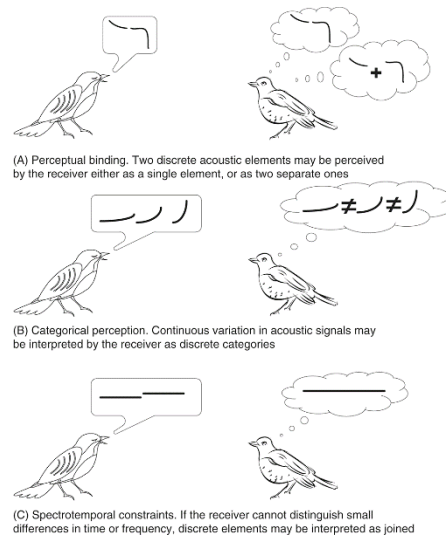 +
(A) Perceptual binding. Two discrete acoustic elements may be perceived
by the receiver either as a single element, or as two separate ones
≠ ≠
(B) Categorical perception. Continuous variation in acoustic signals may
be interpreted by the receiver as discrete categories
(C) Spectrotemporal constraints. If the receiver cannot distinguish small
differences in time or frequency, discrete elements may be interpreted as joined